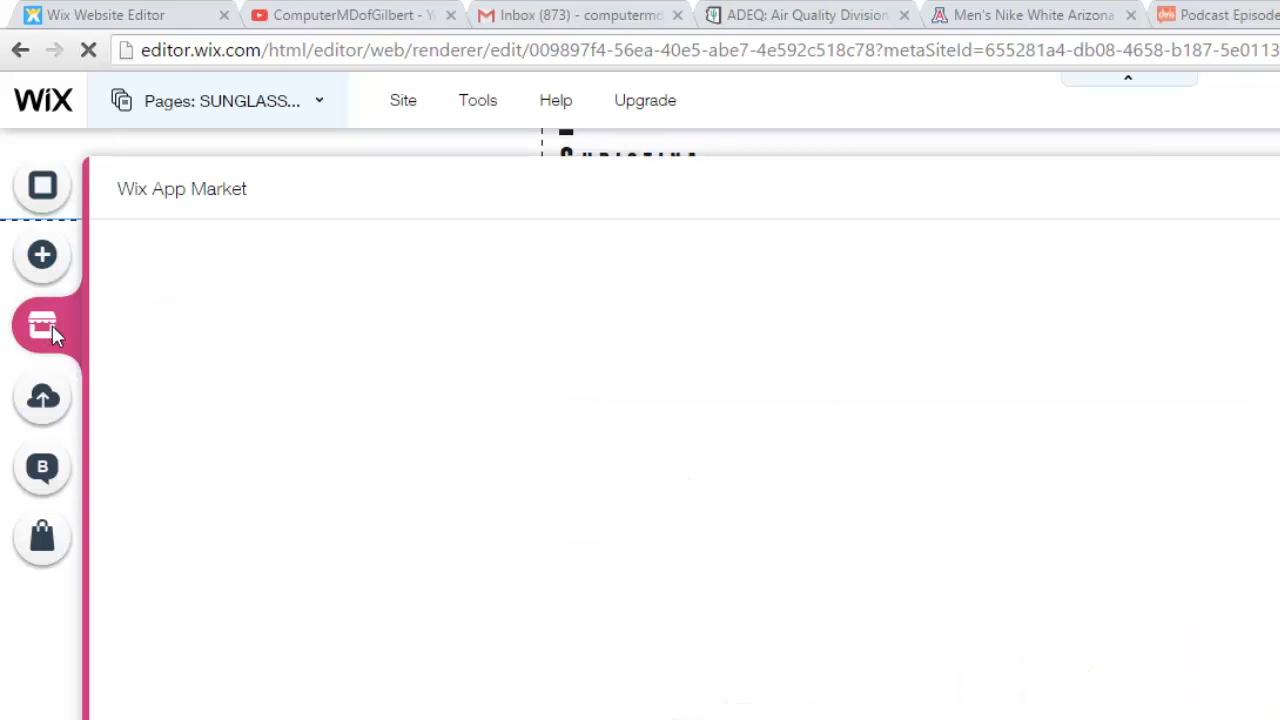 Wix Website Editor
ComputerMDofGilbert - Y
Inbox (873) - computermd
ADEQ: Air Quality Division
Men's Nike White Arizona
Podcast Episode
editor.wix.com/html/editor/web/renderer/edit/009897f4-56ea-40e5-abe7-4e592c518c78?metaSiteId=655281a4-db08-4658-b187-5e0113
WiX
Pages: SUNGLASS...
Site
Tools
Help
Upgrade
Wix App Market
B